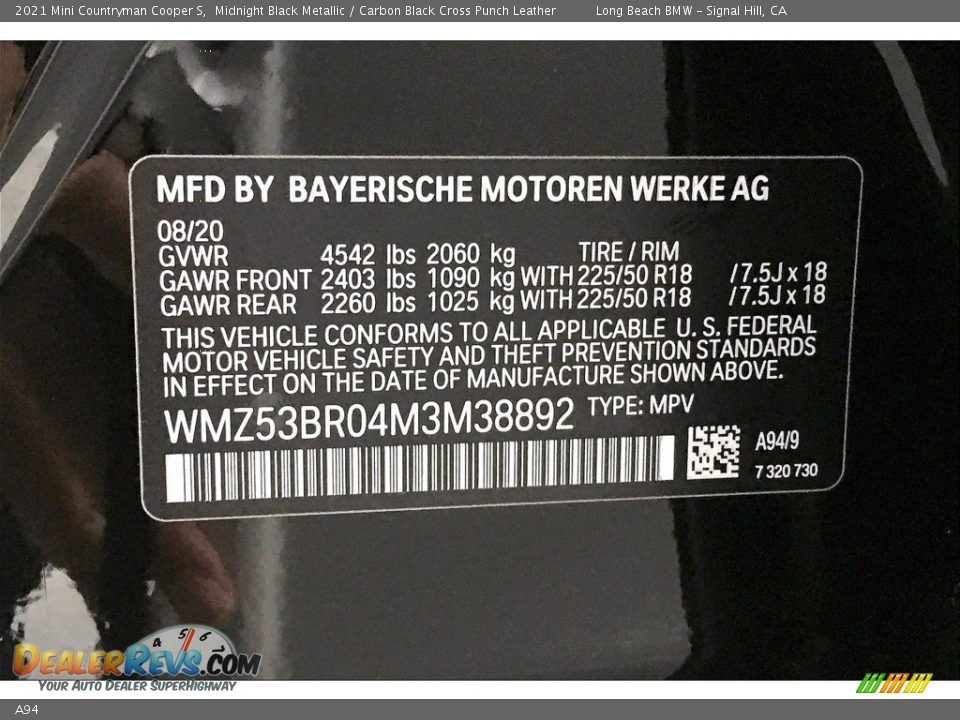 2021 Mini Countryman Cooper S, Midnight Black Metallic / Carbon Black Cross Punch Leather Long Beach BMW - Signal Hill, CA
MFD BY BAYERISCHE MOTOREN WERKE AG
08/20
GVWR 4542 lbs 2060 kg TIRE / RIM
GAWR FRONT 2403 lbs 1090 kg WITH 225/50 R18 /7.5J x 18
GAWR REAR 2260 lbs 1025 kg WITH 225/50 R18 /7.5J x 18
THIS VEHICLE CONFORMS TO ALL APPLICABLE U. S. FEDERAL
MOTOR VEHICLE SAFETY AND THEFT PREVENTION STANDARDS
IN EFFECT ON THE DATE OF MANUFACTURE SHOWN ABOVE.
WMZ53BR04M3M38892 TYPE: MPV
A94/9
7 320 730
4 5 6
DEALERREVS.COM
YOUR AUTO DEALER SUPERHIGHWAY
A94